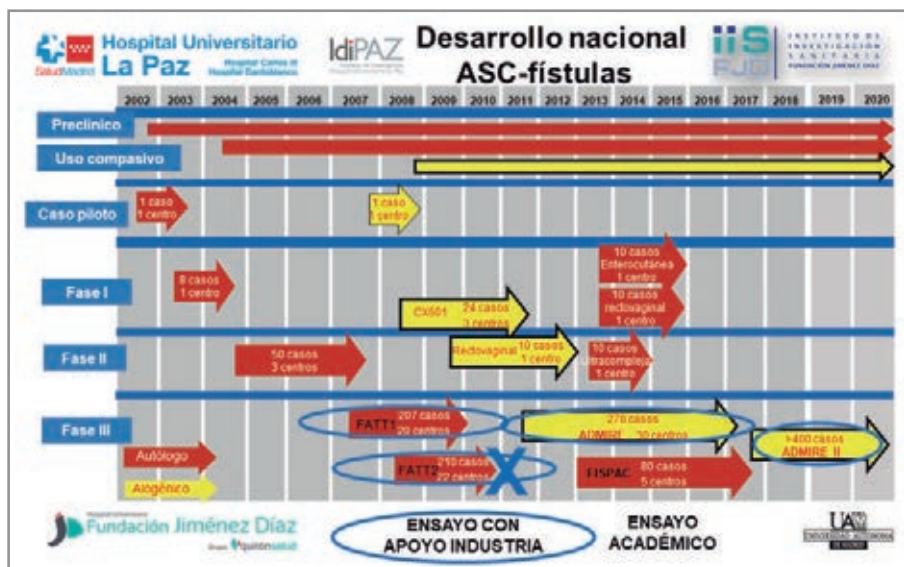 SaludMadrid
Hospital Universitario
La Paz
Hospital Carlos III
Hospital Cantoblanco
IdiPAZ
Desarrollo nacional
ASC-fístulas
iiS
FJD
INSTITUTO DE
INVESTIGACIÓN
SANITARIA
FUNDACIÓN JIMÉNEZ DÍAZ
2002 2003 2004 2005 2006 2007 2008 2009 2010 2011 2012 2013 2014 2015 2016 2017 2018 2019 2020
Preclínico
Uso compasivo
Caso piloto
1 caso
1 centro
1 caso
1 centro
Fase I
8 casos
1 centro
CX601
24 casos
3 centros
10 casos
Enterocutánea
1 centro
10 casos
rectovaginal
1 centro
Fase II
50 casos
3 centros
Rectovaginal
10 casos
1 centro
10 casos
1 centro
Fase III
FATT1
207 casos
20 centros
278 casos
ADMIRE
30 centros
>400 casos
ADMIRE II
FATT2
210 casos
22 centros
X
FISPAC
80 casos
5 centros
Autólogo
Alogénico
Fundación Jiménez Díaz
Grupo quirónsalud
ENSAYO CON
APOYO INDUSTRIA
ENSAYO
ACADÉMICO
UA
UNIVERSIDAD AUTONOMA
DE MADRID